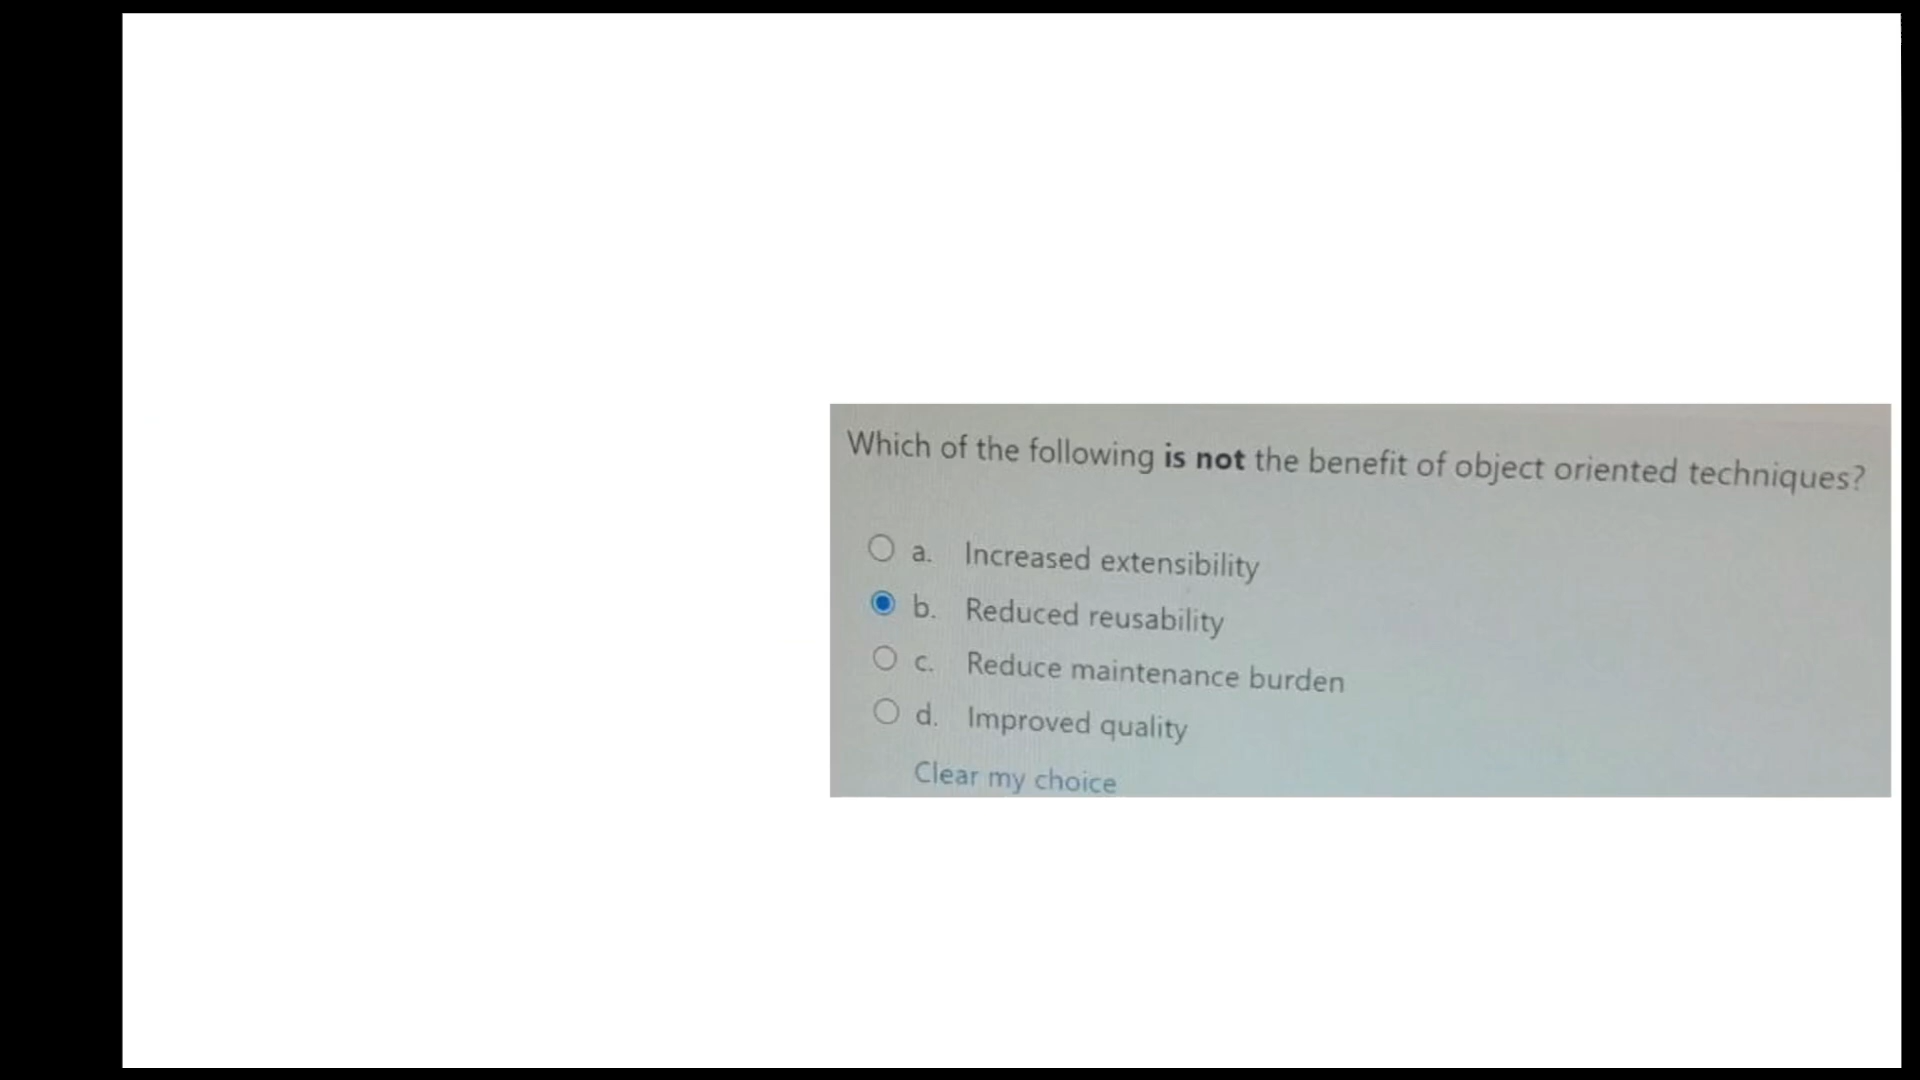 Which of the following is not the benefit of object oriented techniques?
a. Increased extensibility
b. Reduced reusability
c. Reduce maintenance burden
d. Improved quality
Clear my choice